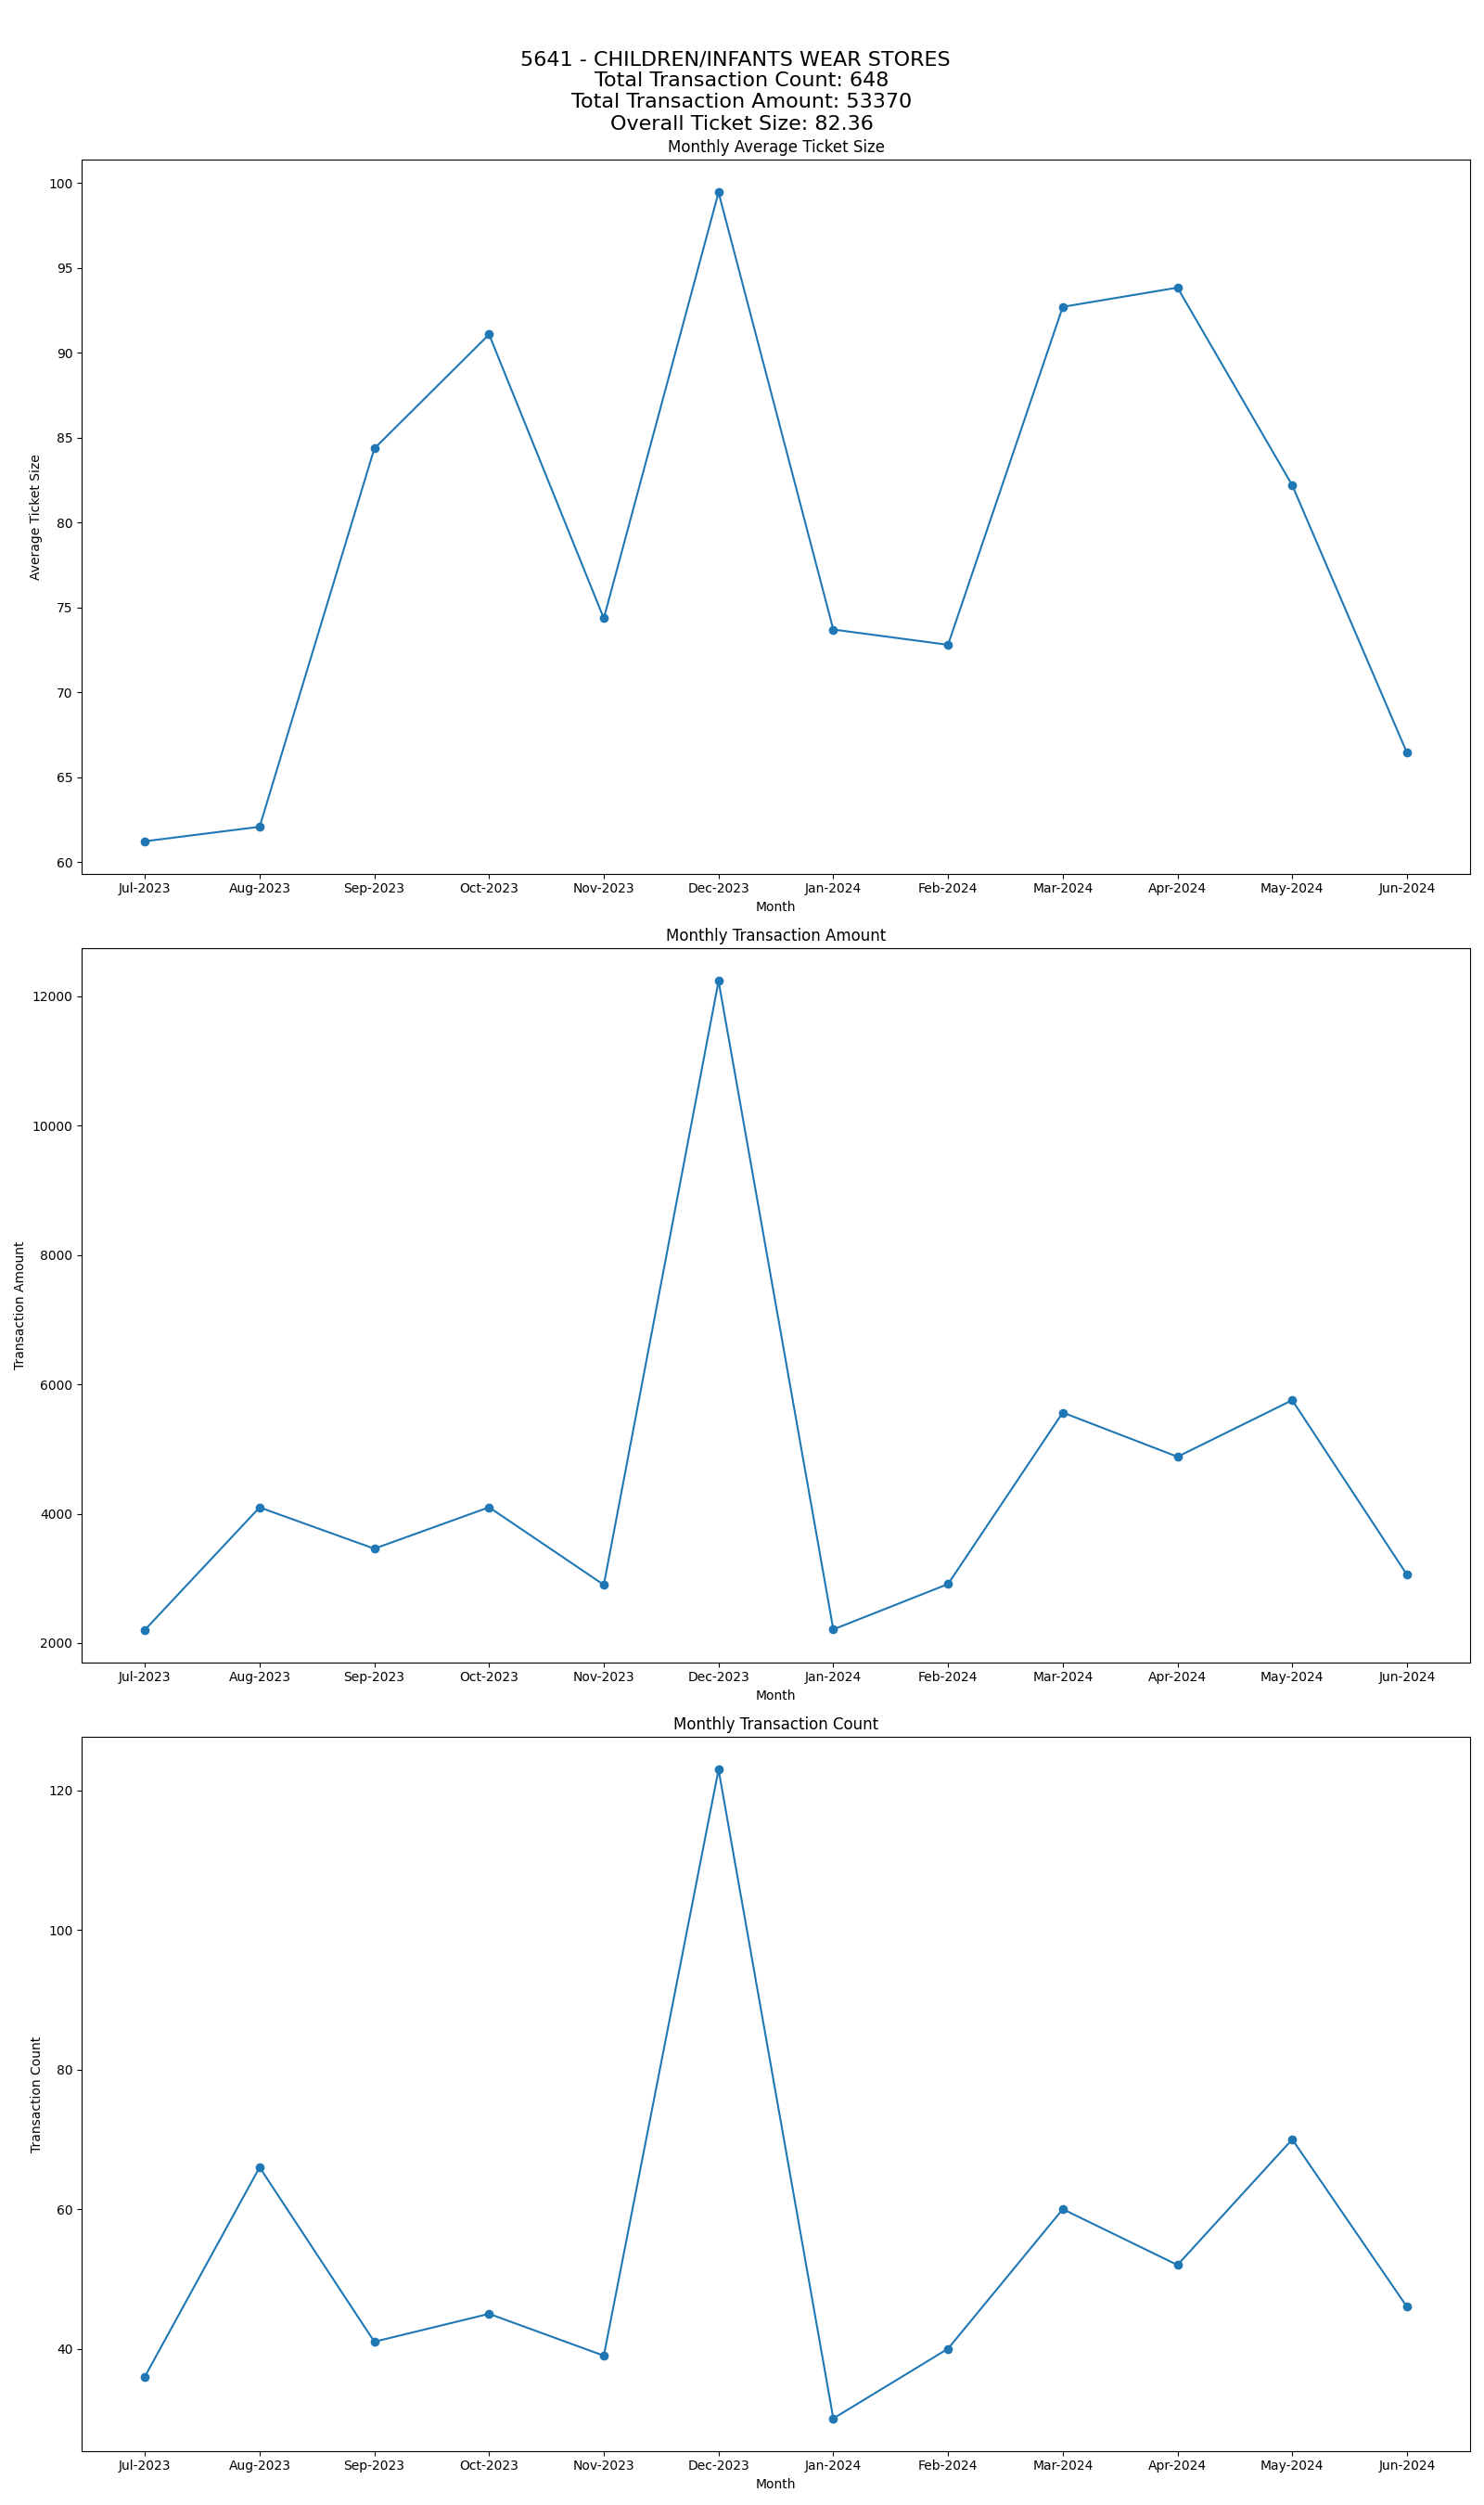 5641 - CHILDREN/INFANTS WEAR STORES
Total Transaction Count: 648
Total Transaction Amount: 53370
Overall Ticket Size: 82.36
Monthly Average Ticket Size
100
95
90
85
80
75
70
65
60
Average Ticket Size
Jul-2023 Aug-2023 Sep-2023 Oct-2023 Nov-2023 Dec-2023 Jan-2024 Feb-2024 Mar-2024 Apr-2024 May-2024 Jun-2024
Month
Monthly Transaction Amount
12000
10000
8000
6000
4000
2000
Transaction Amount
Jul-2023 Aug-2023 Sep-2023 Oct-2023 Nov-2023 Dec-2023 Jan-2024 Feb-2024 Mar-2024 Apr-2024 May-2024 Jun-2024
Month
Monthly Transaction Count
120
100
80
60
40
Transaction Count
Jul-2023 Aug-2023 Sep-2023 Oct-2023 Nov-2023 Dec-2023 Jan-2024 Feb-2024 Mar-2024 Apr-2024 May-2024 Jun-2024
Month